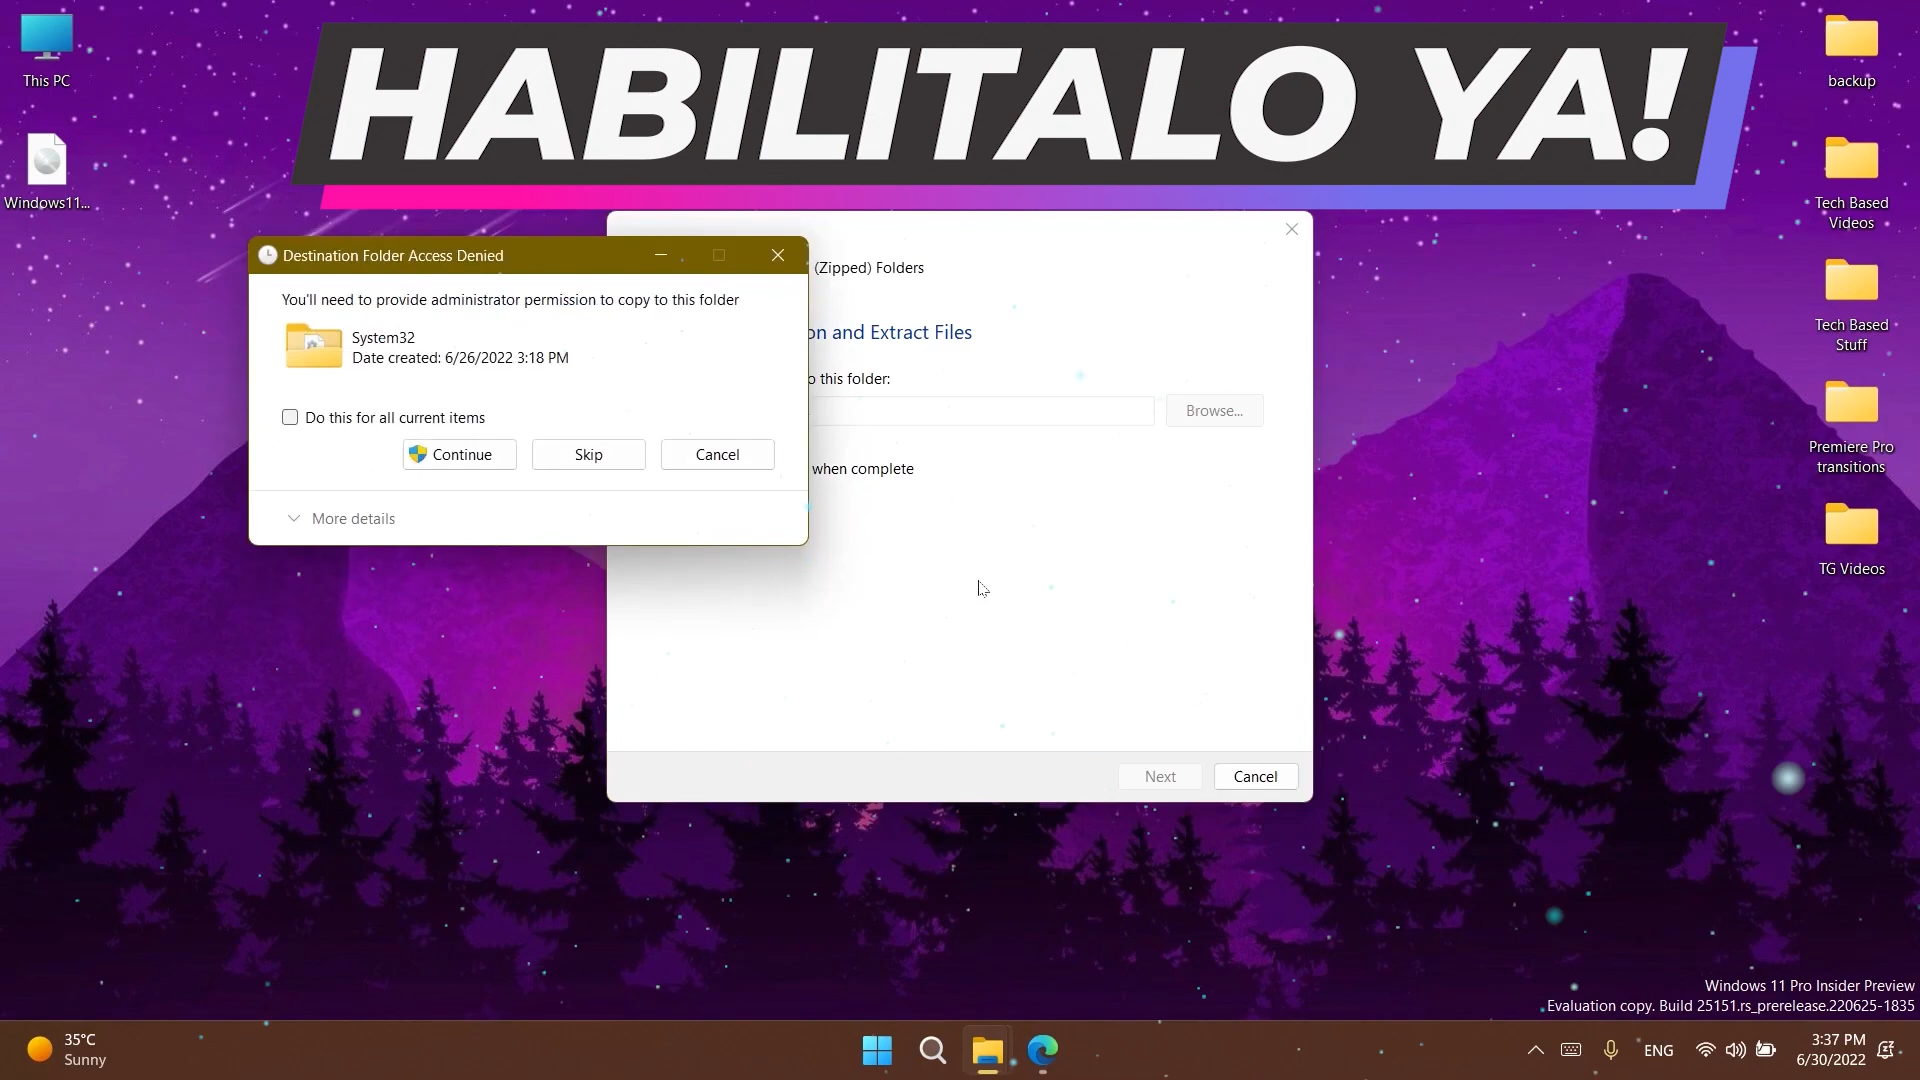 HABILITALO YA!
This PC
Windows11...
backup
Tech Based
Videos
Tech Based
Stuff
Premiere Pro
transitions
TG Videos
Destination Folder Access Denied
You'll need to provide administrator permission to copy to this folder
System32
Date created: 6/26/2022 3:18 PM
Do this for all current items
Continue
Skip
Cancel
More details
(Zipped) Folders
on and Extract Files
o this folder:
Browse...
when complete
Next
Cancel
Windows 11 Pro Insider Preview
Evaluation copy. Build 25151.rs_prerelease.220625-1835
35°C
Sunny
ENG
3:37 PM
6/30/2022